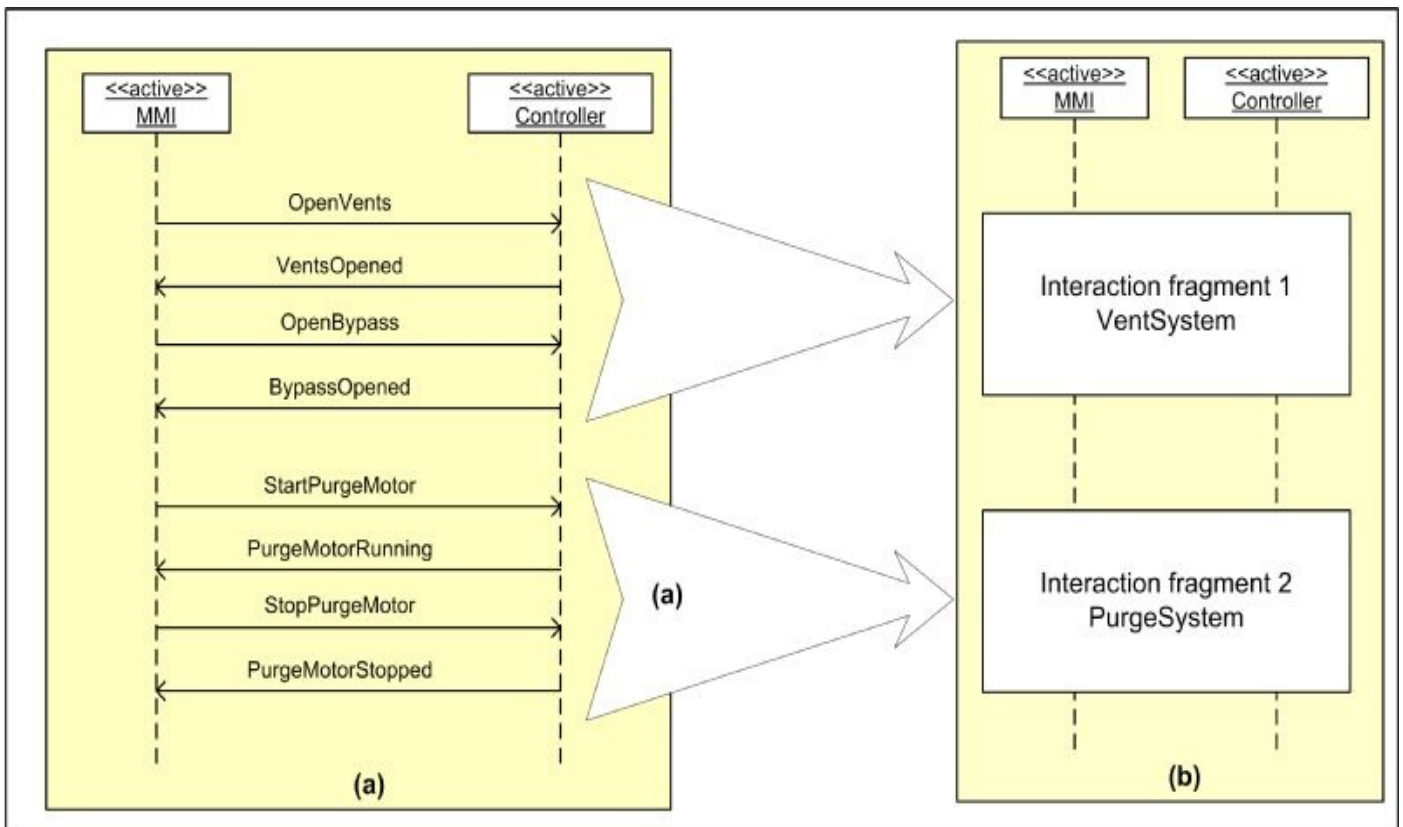 <<active>>
MMI
<<active>>
Controller
OpenVents
VentsOpened
OpenBypass
BypassOpened
StartPurgeMotor
PurgeMotorRunning
StopPurgeMotor
PurgeMotorStopped
(a)
(a)
<<active>>
MMI
<<active>>
Controller
Interaction fragment 1
VentSystem
Interaction fragment 2
PurgeSystem
(b)